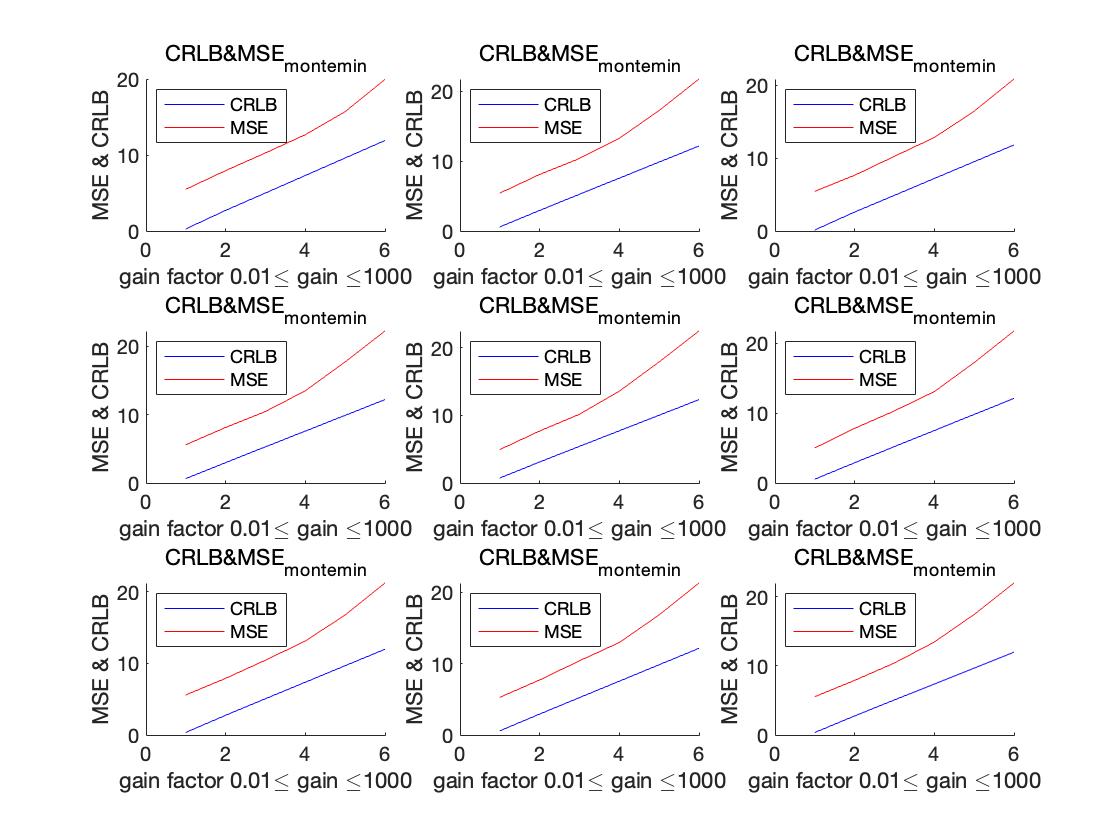 CRLB&MSE_montemin CRLB&MSE_montemin CRLB&MSE_montemin
MSE & CRLB
20
10
0
CRLB
MSE
0 2 4 6
gain factor 0.01≤ gain ≤1000
MSE & CRLB
20
10
0
CRLB
MSE
0 2 4 6
gain factor 0.01≤ gain ≤1000
MSE & CRLB
20
10
0
CRLB
MSE
0 2 4 6
gain factor 0.01≤ gain ≤1000
CRLB&MSE_montemin CRLB&MSE_montemin CRLB&MSE_montemin
MSE & CRLB
20
10
0
CRLB
MSE
0 2 4 6
gain factor 0.01≤ gain ≤1000
MSE & CRLB
20
10
0
CRLB
MSE
0 2 4 6
gain factor 0.01≤ gain ≤1000
MSE & CRLB
20
10
0
CRLB
MSE
0 2 4 6
gain factor 0.01≤ gain ≤1000
CRLB&MSE_montemin CRLB&MSE_montemin CRLB&MSE_montemin
MSE & CRLB
20
10
0
CRLB
MSE
0 2 4 6
gain factor 0.01≤ gain ≤1000
MSE & CRLB
20
10
0
CRLB
MSE
0 2 4 6
gain factor 0.01≤ gain ≤1000
MSE & CRLB
20
10
0
CRLB
MSE
0 2 4 6
gain factor 0.01≤ gain ≤1000